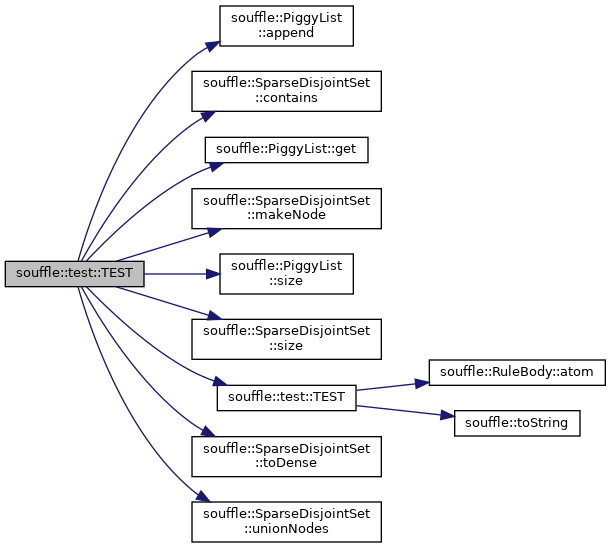 souffle::PiggyList
::append
souffle::SparseDisjointSet
::contains
souffle::PiggyList::get
souffle::SparseDisjointSet
::makeNode
souffle::test::TEST
souffle::PiggyList
::size
souffle::SparseDisjointSet
::size
souffle::test::TEST
souffle::RuleBody::atom
souffle::toString
souffle::SparseDisjointSet
::toDense
souffle::SparseDisjointSet
::unionNodes